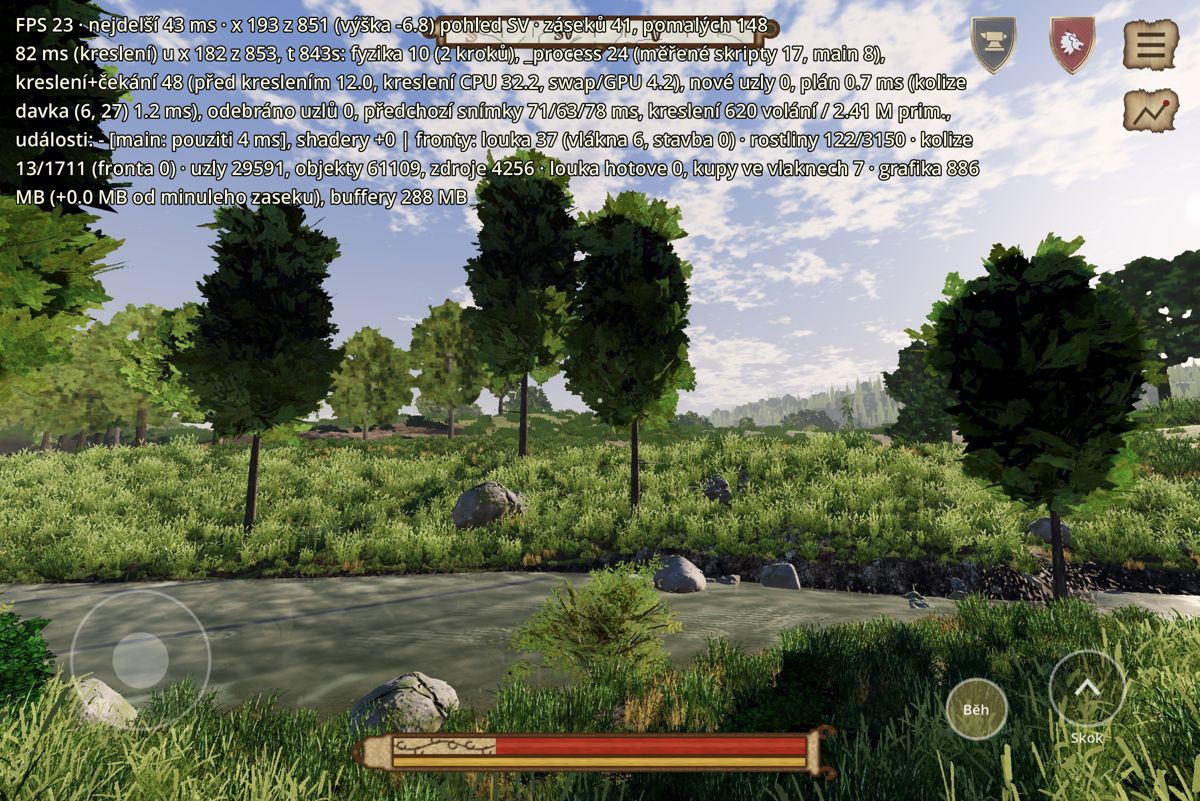 FPS 23 · nejdelší 43 ms · x 193 z 851 (výška -6.8) pohled SV · záseků 41, pomalých 148
82 ms (kreslení) u x 182 z 853, t 843s: fyzika 10 (2 kroků), _process 24 (měřené skripty 17, main 8),
kreslení+čekání 48 (před kreslením 12.0, kreslení CPU 32.2, swap/GPU 4.2), nové uzly 0, plán 0.7 ms (kolize
davka (6, 27) 1.2 ms), odebráno uzlů 0, předchozí snímky 71/63/78 ms, kreslení 620 volání / 2.41 M prim.,
události: - [main: pouziti 4 ms], shadery +0 | fronty: louka 37 (vlákna 6, stavba 0) · rostliny 122/3150 · kolize
13/1711 (fronta 0) · uzly 29591, objekty 61109, zdroje 4256 · louka hotove 0, kupy ve vlaknech 7 · grafika 886
MB (+0.0 MB od minuleho zaseku), buffery 288 MB
Běh
Skok